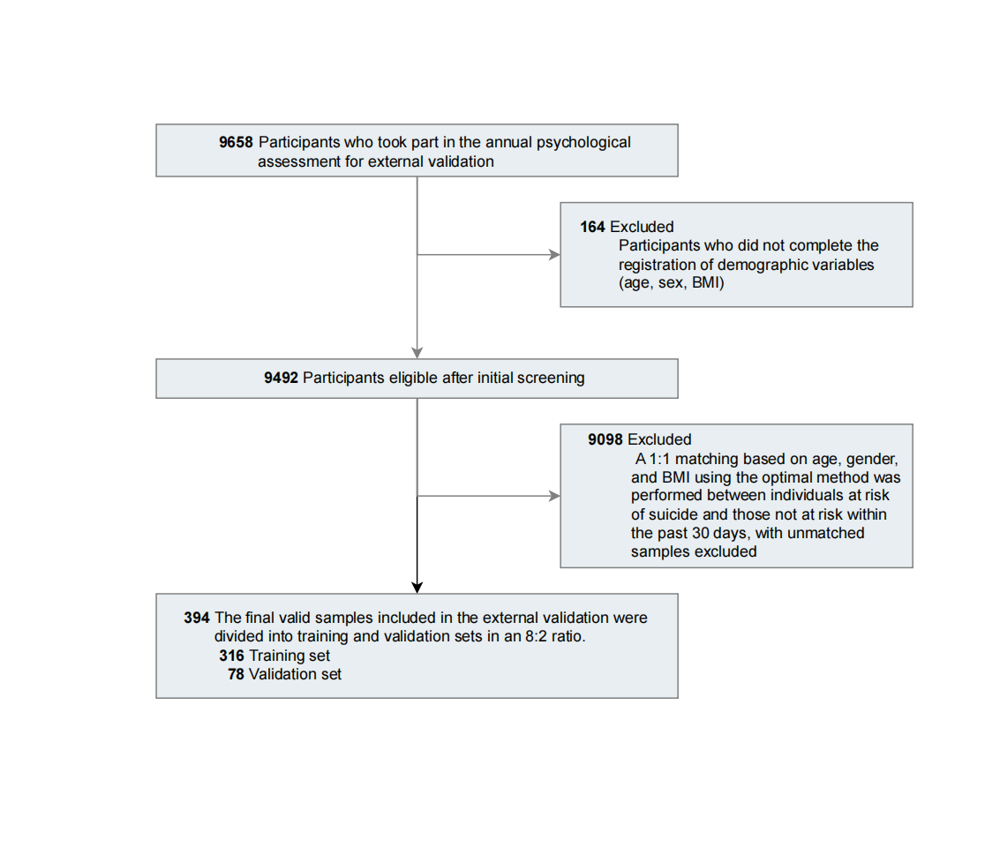 9658 Participants who took part in the annual psychological
assessment for external validation
164 Excluded
Participants who did not complete the
registration of demographic variables
(age, sex, BMI)
9492 Participants eligible after initial screening
9098 Excluded
A 1:1 matching based on age, gender,
and BMI using the optimal method was
performed between individuals at risk
of suicide and those not at risk within
the past 30 days, with unmatched
samples excluded
394 The final valid samples included in the external validation were
divided into training and validation sets in an 8:2 ratio.
316 Training set
78 Validation set